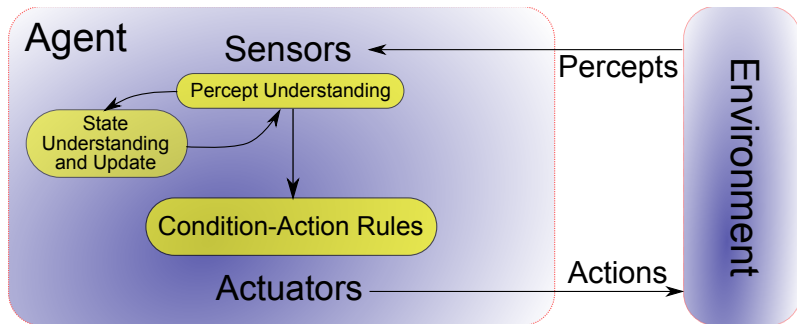 Agent
Sensors
Percepts
Percept Understanding
State
Understanding
and Update
Condition-Action Rules
Environment
Actuators
Actions